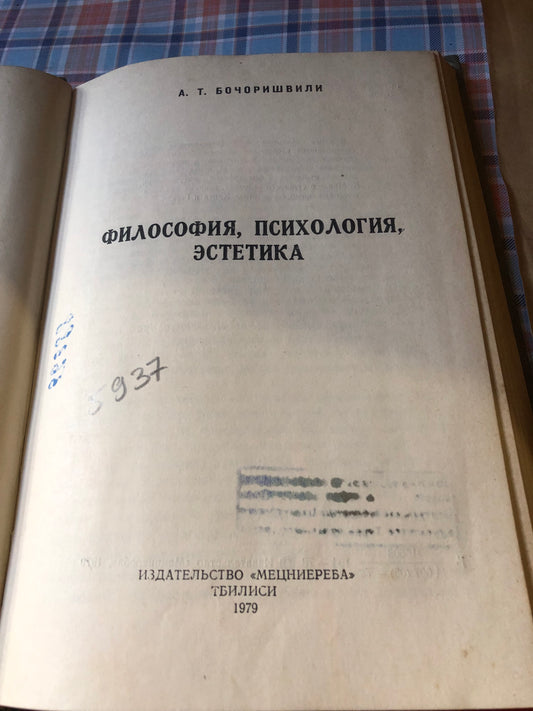 А. Т. БОЧОРИШВИЛИ
ФИЛОСОФИЯ, ПСИХОЛОГИЯ,
ЭСТЕТИКА
5937
ИЗДАТЕЛЬСТВО «МЕЦНИЕРЕБА»
ТБИЛИСИ
1979